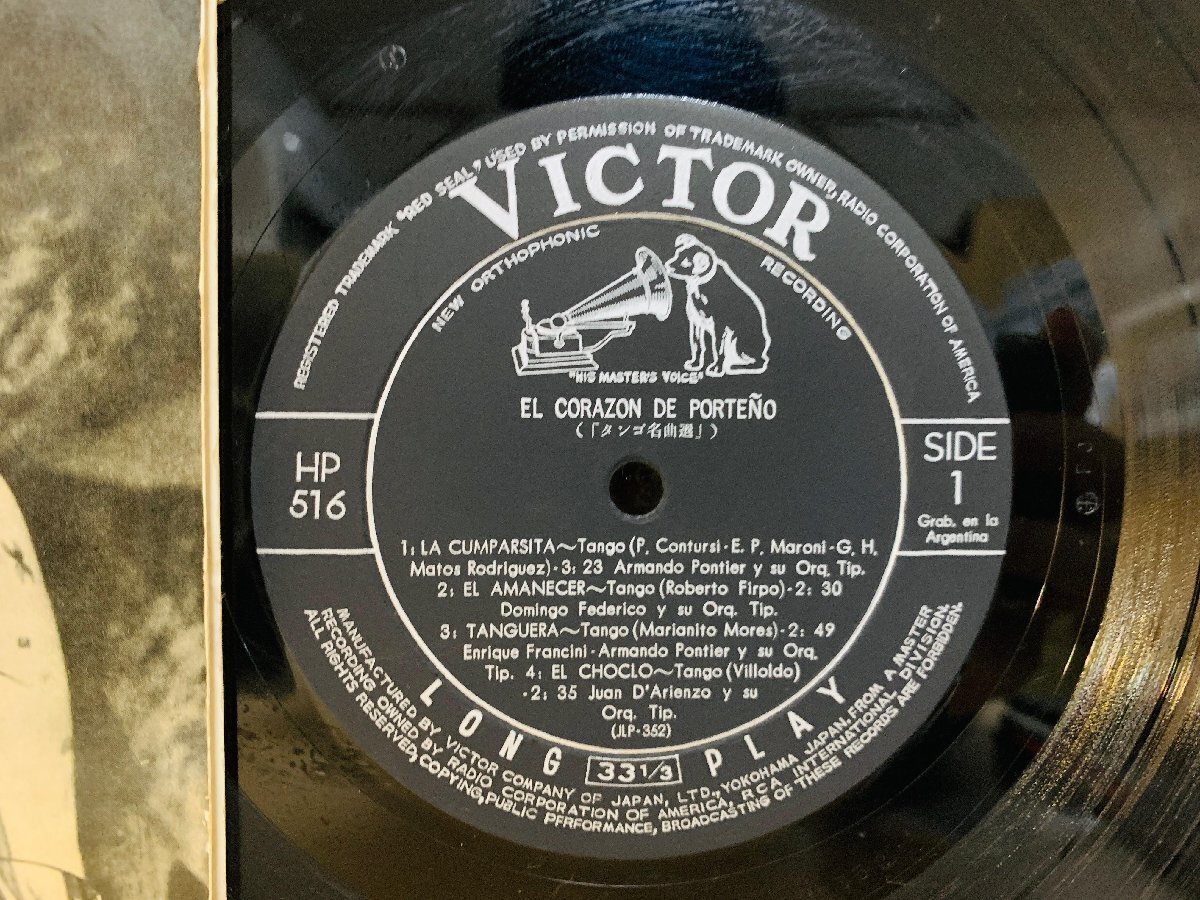 REGISTERED TRADEMARK "RED SEAL" USED BY PERMISSION OF TRADEMARK OWNER, RADIO CORPORATION OF AMERICA
VICTOR
NEW ORTHOPHONIC RECORDING
"HIS MASTER'S VOICE"
EL CORAZON DE PORTEÑO
(「タンゴ名曲選」)
HP
516
SIDE
1
Grab. en la
Argentina
1: LA CUMPARSITA~Tango (P. Contursi-E. P. Maroni-G. H.
Matos Rodriguez)-3: 23 Armando Pontier y su Orq. Tip.
2: EL AMANECER~Tango (Roberto Firpo)-2: 30
Domingo Federico y su Orq. Tip.
3: TANGUERA~Tango (Marianito Mores)-2: 49
Enrique Francini-Armando Pontier y su Orq.
Tip. 4: EL CHOCLO~Tango (Villoldo)
-2: 35 Juan D'Arienzo y su
Orq. Tip.
(JLP-352)
LONG 33 1/3 PLAY
MANUFACTURED BY VICTOR COMPANY OF JAPAN, LTD., YOKOHAMA, JAPAN, FROM A MASTER
RECORDING OWNED BY RADIO CORPORATION OF AMERICA, RCA INTERNATIONAL DIVISION.
ALL RIGHTS RESERVED, COPYING, PUBLIC PERFORMANCE, BROADCASTING OF THESE RECORDS ARE FORBIDDEN.